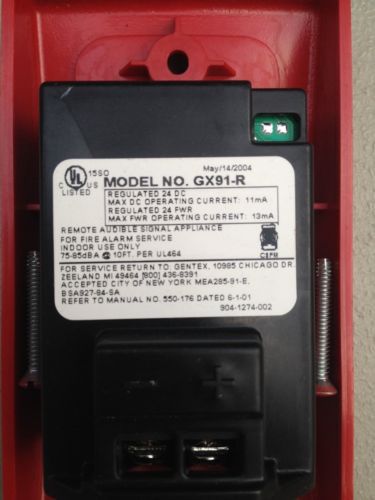 May/14/2004
UL 15SO
C US
LISTED
MODEL NO. GX91-R
REGULATED 24 DC
MAX DC OPERATING CURRENT: 11mA
REGULATED 24 FWR
MAX FWR OPERATING CURRENT: 13mA
REMOTE AUDIBLE SIGNAL APPLIANCE
FOR FIRE ALARM SERVICE
INDOOR USE ONLY
75-85dBA @ 10FT. PER UL464
CSFM
FOR SERVICE REFER TO: GENTEX, 10985 CHICAGO DR.
ZEELAND MI 49464 [800] 436-8391
ACCEPTED CITY OF NEW YORK MEA285-91-E.
BSA927-84-SA
REFER TO MANUAL NO. 550-176 DATED 6-1-01
904-1274-002
- +